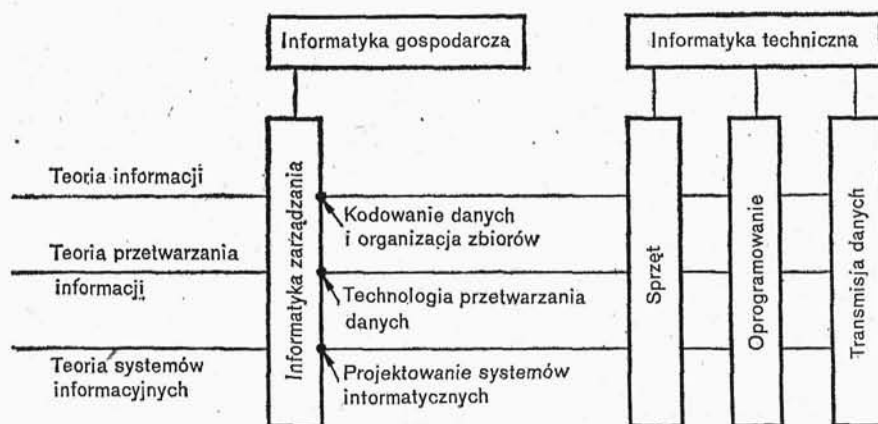 Informatyka gospodarcza
Informatyka techniczna
Informatyka zarządzania
Sprzęt
Oprogramowanie
Transmisja danych
Teoria informacji
Kodowanie danych
i organizacja zbiorów
Teoria przetwarzania
informacji
Technologia przetwarzania
danych
Teoria systemów
informacyjnych
Projektowanie systemów
intormatycznych